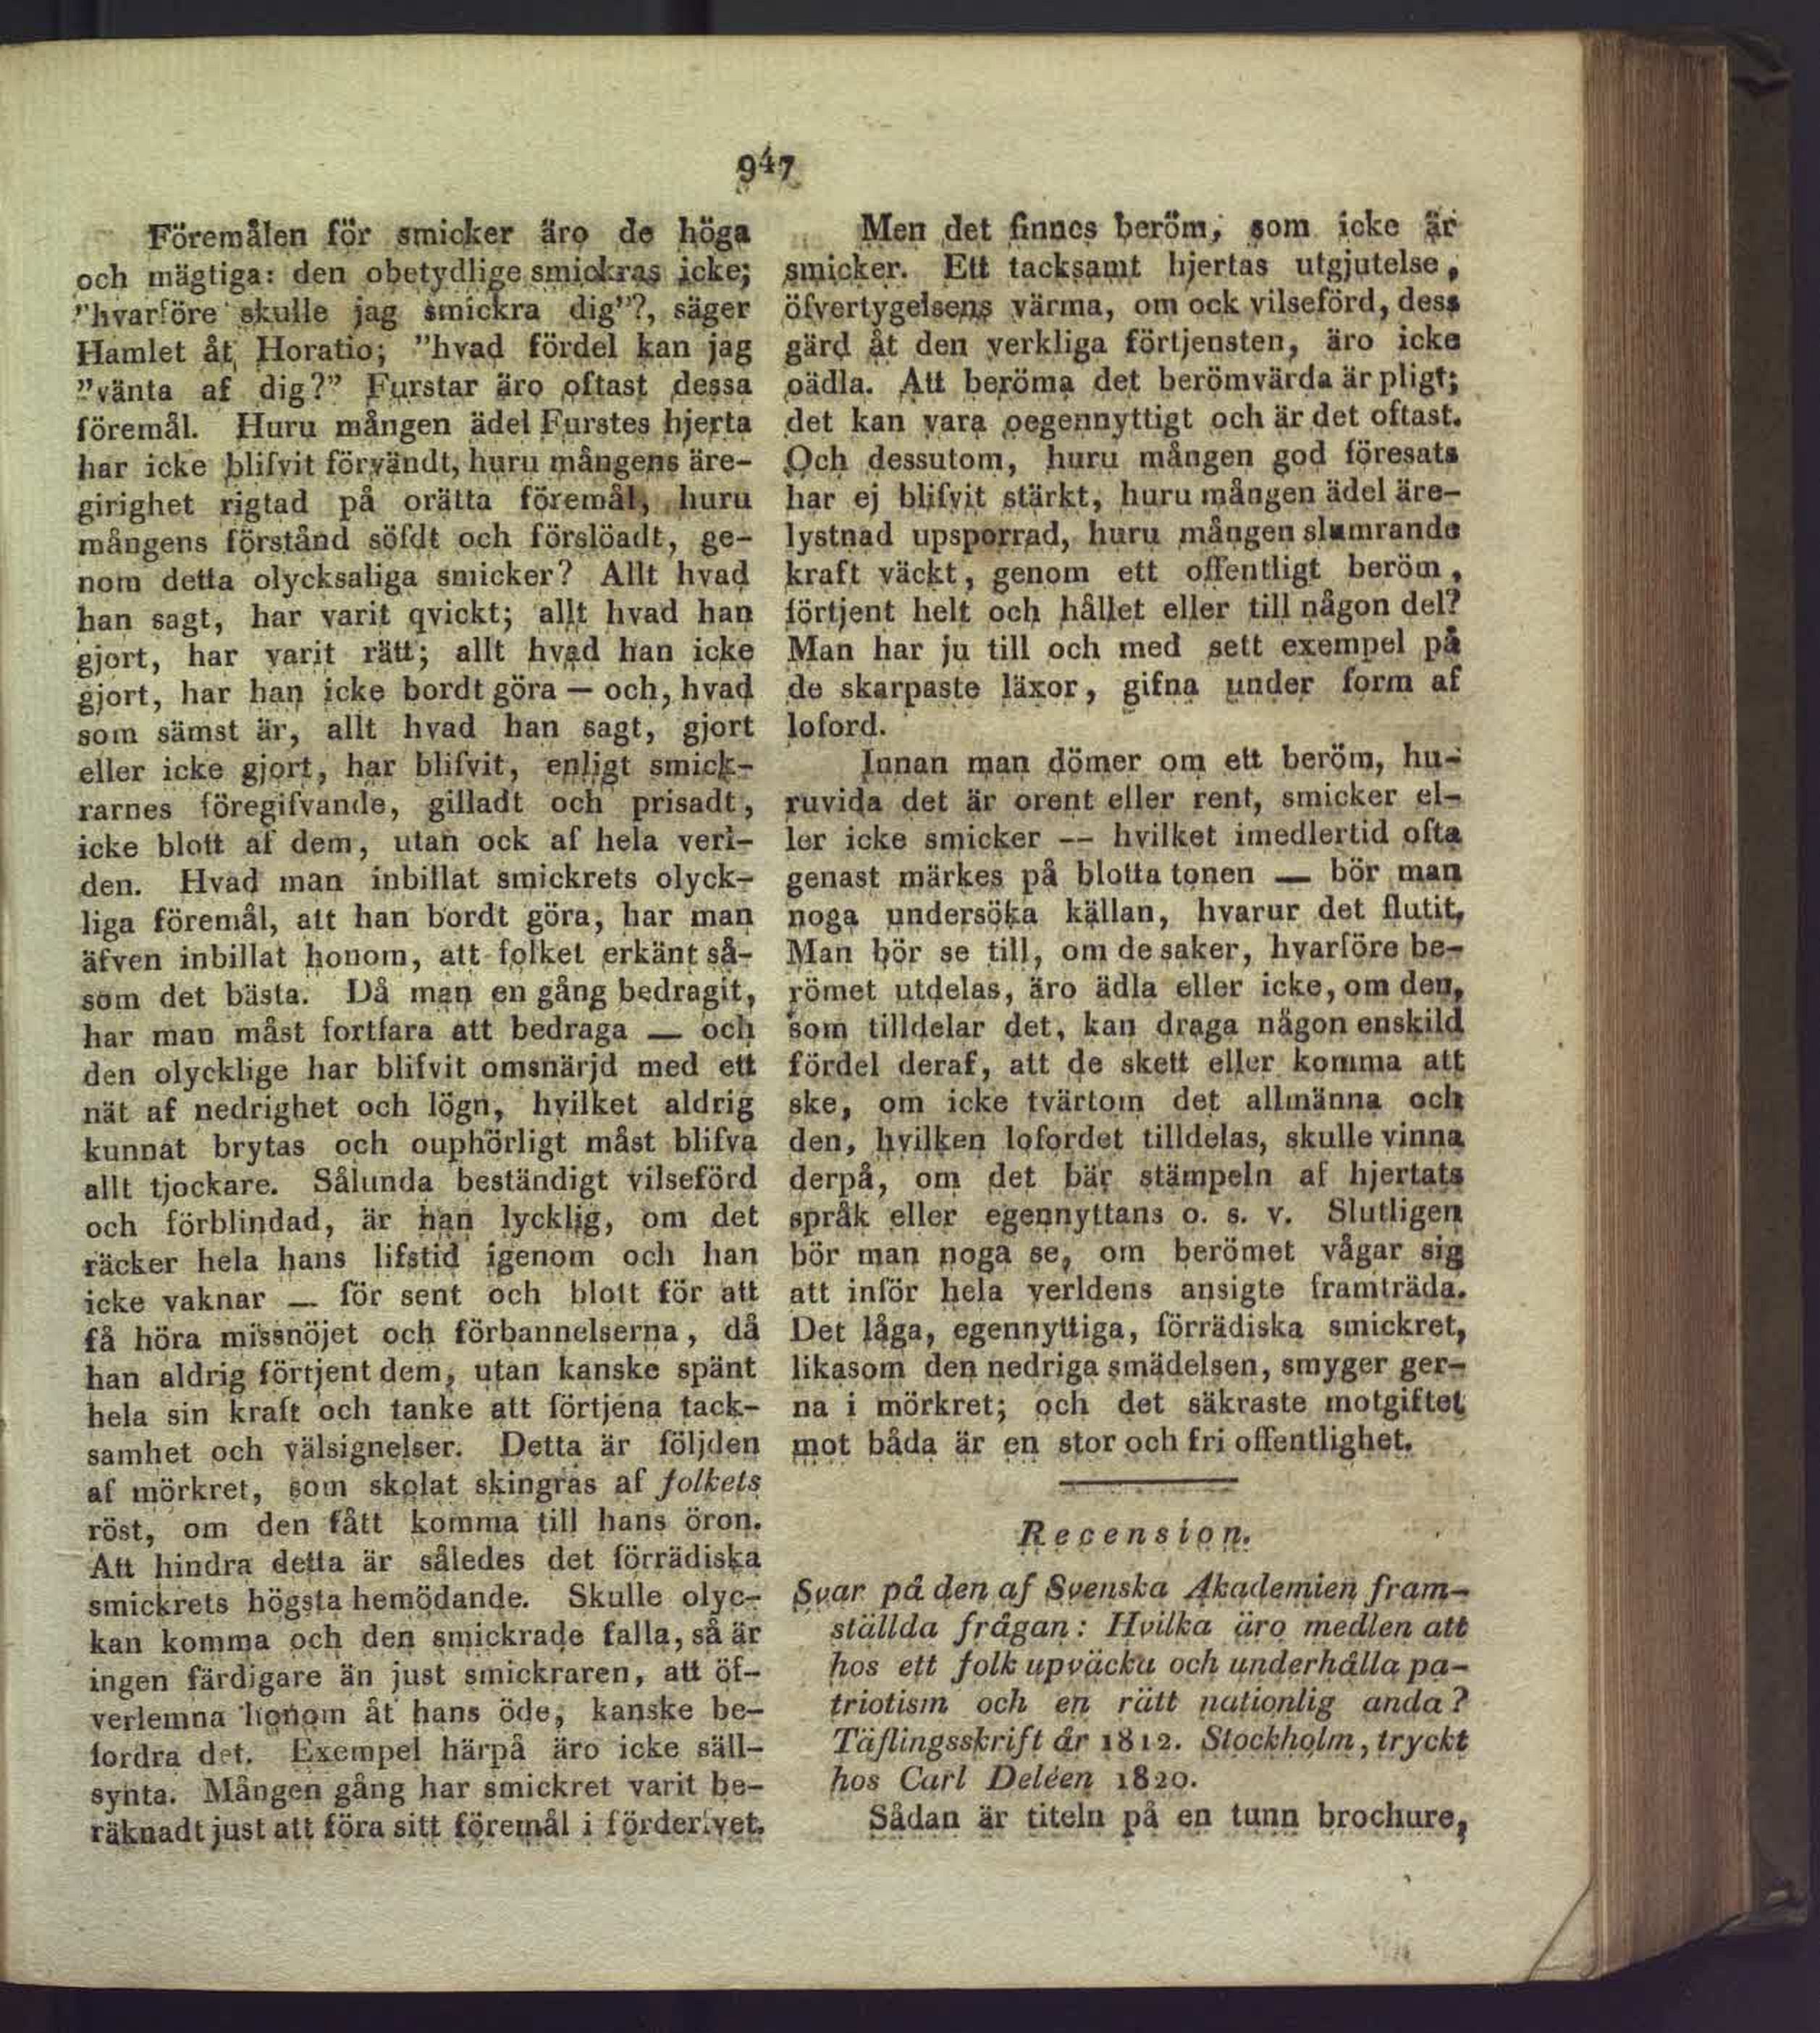 947
Föremålen för smicker äro de höga
och mägtiga: den obetydlige smickras icke;
"hvarföre skulle jag smickra dig"?, säger
Hamlet åt Horatio; "hvad fördel kan jag
"vänta af dig?" Furstar äro oftast dessa
föremål. Huru mången ädel Furstes hjerta
har icke blifvit förvändt, huru mångens äre-
girighet rigtad på orätta föremål, huru
mångens förstånd söfdt och förslöadt, ge-
nom detta olycksaliga smicker? Allt hvad
han sagt, har varit qvickt; allt hvad han
gjort, har varit rätt; allt hvad han icke
gjort, har han icke bordt göra — och, hvad
som sämst är, allt hvad han sagt, gjort
eller icke gjort, har blifvit, enligt smick-
rarnes föregifvande, gilladt och prisadt,
icke blott af dem, utan ock af hela verl-
den. Hvad man inbillat smickrets olyck-
liga föremål, att han bordt göra, har man
äfven inbillat honom, att folket erkänt så-
som det bästa. Då man en gång bedragit,
har man måst fortfara att bedraga — och
den olycklige har blifvit omsnärjd med ett
nät af nedrighet och lögn, hvilket aldrig
kunnat brytas och ouphörligt måst blifva
allt tjockare. Sålunda beständigt vilseförd
och förblindad, är han lycklig, om det
räcker hela hans lifstid igenom och han
icke vaknar — för sent och blott för att
få höra missnöjet och förbannelserna, då
han aldrig förtjent dem, utan kanske spänt
hela sin kraft och tanke att förtjena tack-
samhet och välsignelser. Detta är följden
af mörkret, som skolat skingras af folkets
röst, om den fått komma till hans öron.
Att hindra detta är således det förrädiska
smickrets högsta bemödande. Skulle olyc-
kan komma och den smickrade falla, så är
ingen färdigare än just smickraren, att öf-
verlemna honom åt hans öde, kanske be-
fordra det. Exempel härpå äro icke säll-
synta. Mången gång har smickret varit be-
räknadt just att föra sitt föremål i förderfvet.
Men det finnes beröm, som icke är
smicker. Ett tacksamt hjertas utgjutelse,
öfvertygelsens värma, om ock vilseförd, dess
gärd åt den verkliga förtjensten, äro icke
oädla. Att beröma det berömvärda är pligt;
det kan vara oegennyttigt och är det oftast.
Och dessutom, huru mången god föresats
har ej blifvit stärkt, huru mången ädel äre-
lystnad upsporrad, huru mången slumrande
kraft väckt, genom ett offentligt beröm,
förtjent helt och hållet eller till någon del?
Man har ju till och med sett exempel på
de skarpaste läxor, gifna under form af
loford.
Innan man dömer om ett beröm, hu-
ruvida det är orent eller rent, smicker el-
ler icke smicker — hvilket imedlertid ofta
genast märkes på blotta tonen — bör man
noga undersöka källan, hvarur det flutit.
Man bör se till, om de saker, hvarföre be-
römet utdelas, äro ädla eller icke, om den,
som tilldelar det, kan draga någon enskild
fördel deraf, att de skett eller komma att
ske, om icke tvärtom det allmänna och
den, hvilken lofordet tilldelas, skulle vinna
derpå, om det bär stämpeln af hjertats
språk eller egennyttans o. s. v. Slutligen
bör man noga se, om berömet vågar sig
att inför hela verldens ansigte framträda.
Det låga, egennyttiga, förrädiska smickret,
likasom den nedriga smädelsen, smyger ger-
na i mörkret; och det säkraste motgiftet
mot båda är en stor och fri offentlighet.
Recension.
Svar på den af Svenska Akademien fram-
ställda frågan: Hvilka äro medlen att
hos ett folk upväcka och underhålla pa-
triotism och en rätt nationlig anda?
Täflingsskrift år 1812. Stockholm, tryckt
hos Carl Deléen 1820.
Sådan är titeln på en tunn brochure,